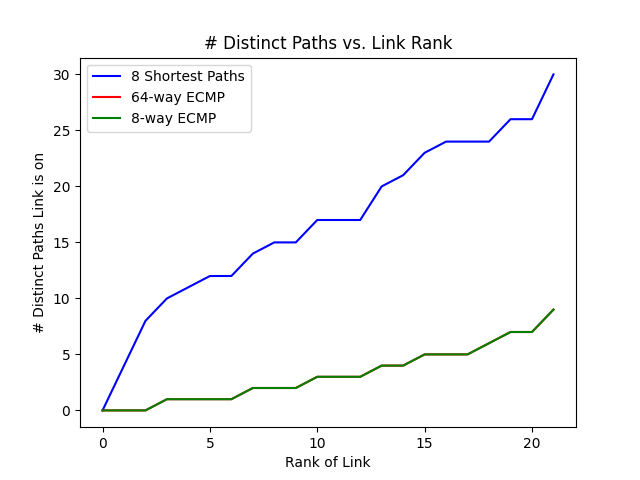 # Distinct Paths vs. Link Rank
8 Shortest Paths
64-way ECMP
8-way ECMP
# Distinct Paths Link is on
30
25
20
15
10
5
0
0 5 10 15 20
Rank of Link